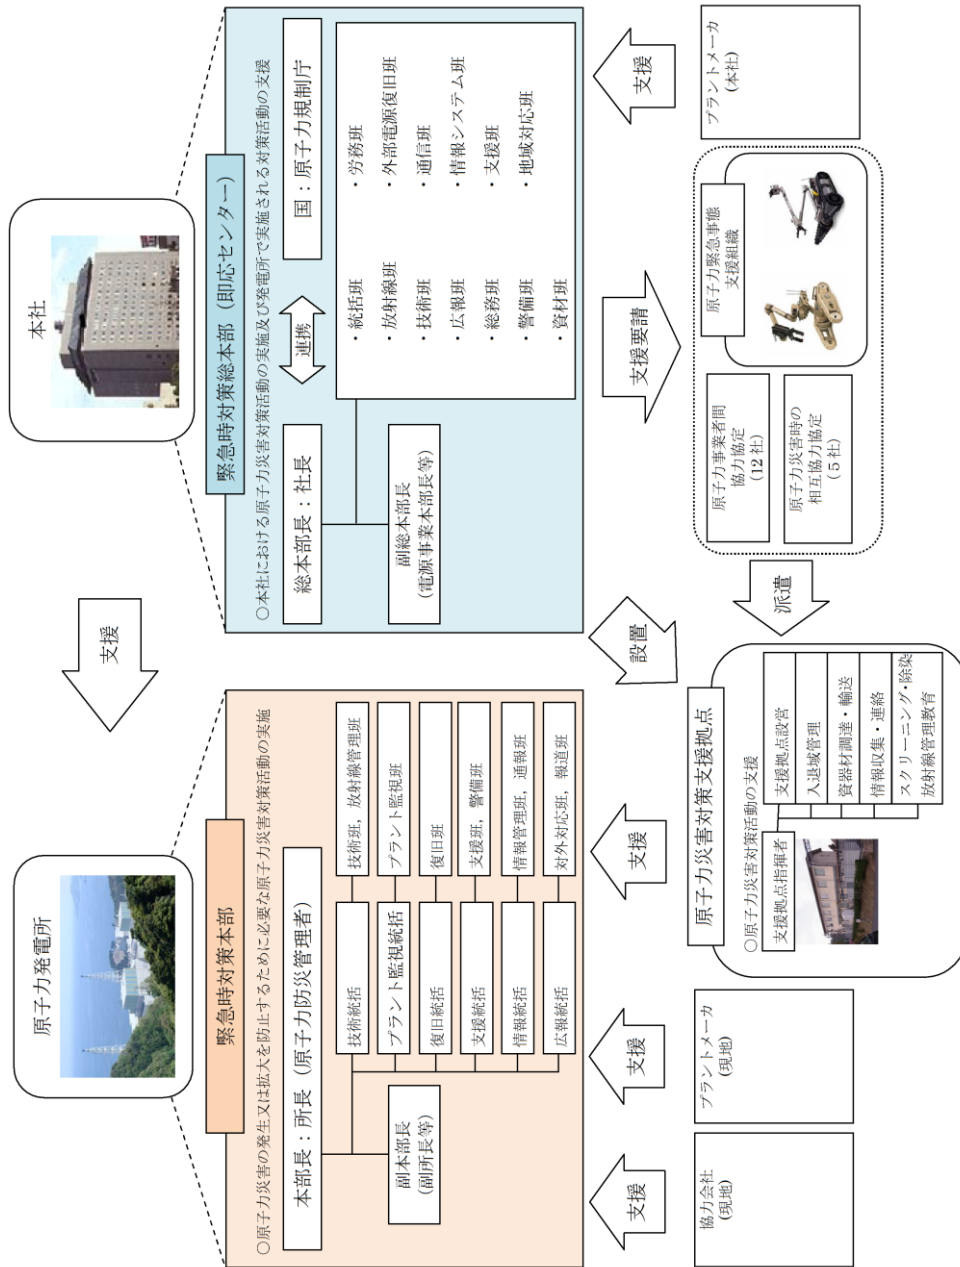 原子力発電所
本社
支援
緊急時対策本部
○原子力災害の発生又は拡大を防止するために必要な原子力災害対策活動の実施
本部長：所長（原子力防災管理者）
副本部長
(副所長等)
技術統括
技術班，放射線管理班
プラント監視統括
プラント監視班
復旧統括
復旧班
支援統括
支援班，警備班
情報統括
情報管理班，通報班
広報統括
対外対応班，報道班
緊急時対策総本部（即応センター）
○本社における原子力災害対策活動の実施及び発電所で実施される対策活動の支援
総本部長：社長
連携
国：原子力規制庁
副総本部長
(電源事業本部長等)
・統括班
・労務班
・放射線班
・外部電源復旧班
・技術班
・通信班
・広報班
・情報システム班
・総務班
・支援班
・警備班
・地域対応班
・資材班
支援
支援
支援
設置
支援要請
支援
協力会社
(現地)
プラントメーカ
(現地)
原子力災害対策支援拠点
○原子力災害対策活動の支援
支援拠点指揮者
支援拠点設営
入退域管理
資器材調達・輸送
情報収集・連絡
スクリーニング・除染
放射線管理教育
派遣
原子力事業者間
協力協定
(12 社)
原子力災害時の
相互協力協定
(５社)
原子力緊急事態
支援組織
プラントメーカ
(本社)